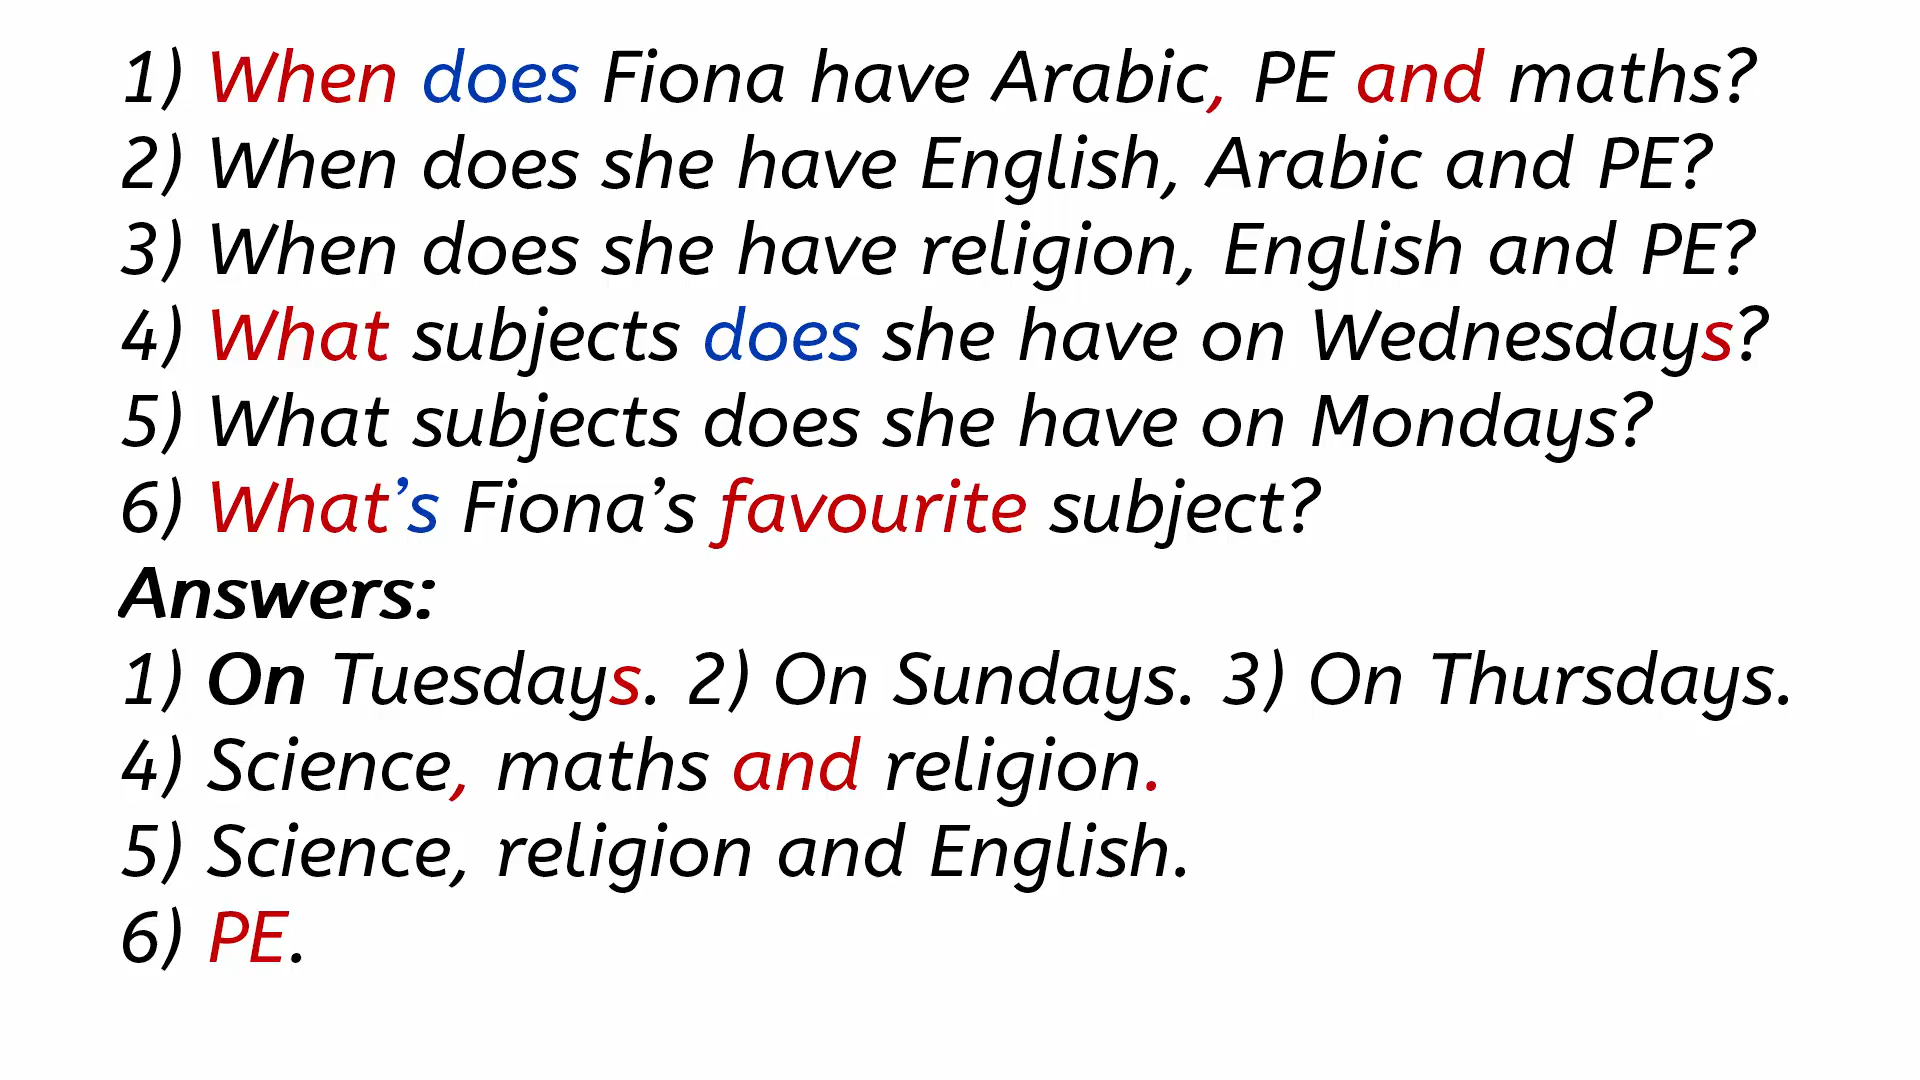 1) When does Fiona have Arabic, PE and maths?
2) When does she have English, Arabic and PE?
3) When does she have religion, English and PE?
4) What subjects does she have on Wednesdays?
5) What subjects does she have on Mondays?
6) What’s Fiona’s favourite subject?
Answers:
1) On Tuesdays. 2) On Sundays. 3) On Thursdays.
4) Science, maths and religion.
5) Science, religion and English.
6) PE.